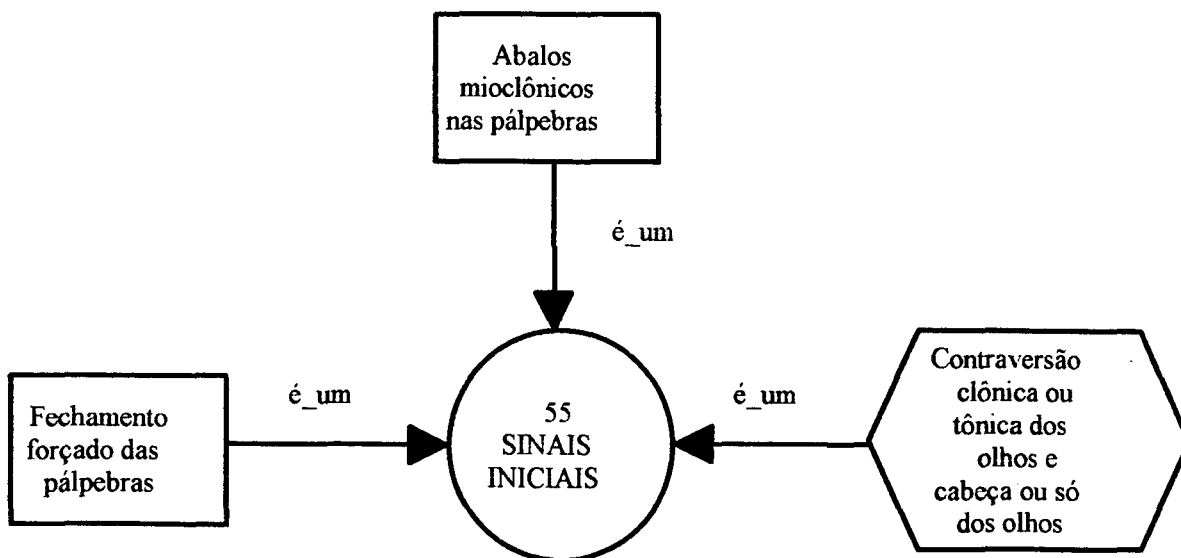 Abalos
mioclônicos
nas pálpebras
é_um
Fechamento
forçado das
pálpebras
é_um
55
SINAIS
INICIAIS
é_um
Contraversão
clônica ou
tônica dos
olhos e
cabeça ou só
dos olhos